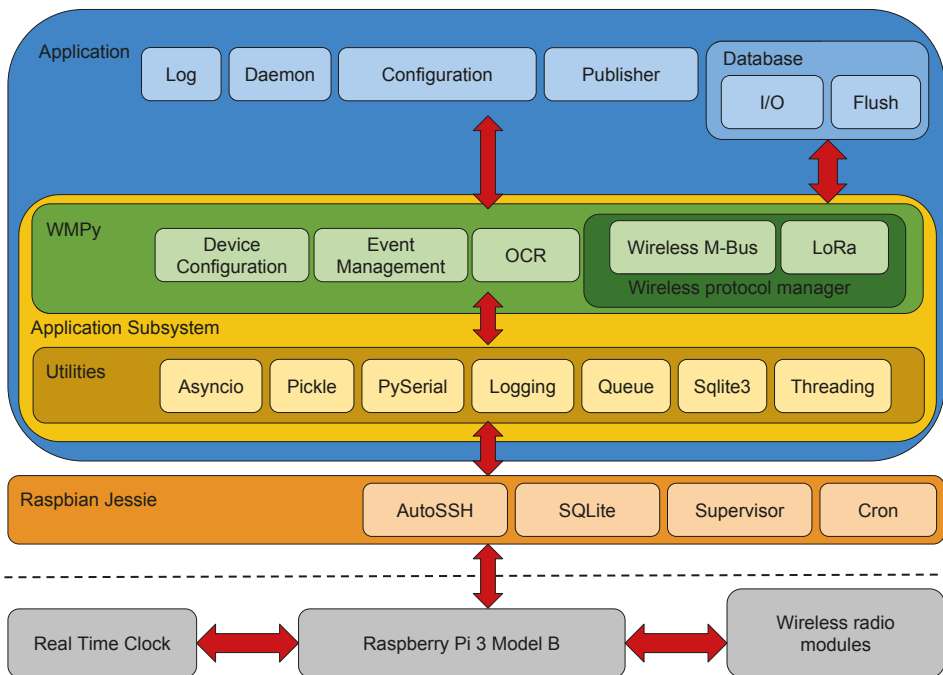 Application
Log
Daemon
Configuration
Publisher
Database
I/O
Flush
WMPy
Device
Configuration
Event
Management
OCR
Wireless M-Bus
LoRa
Wireless protocol manager
Application Subsystem
Utilities
Asyncio
Pickle
PySerial
Logging
Queue
Sqlite3
Threading
Raspbian Jessie
AutoSSH
SQLite
Supervisor
Cron
Real Time Clock
Raspberry Pi 3 Model B
Wireless radio
modules